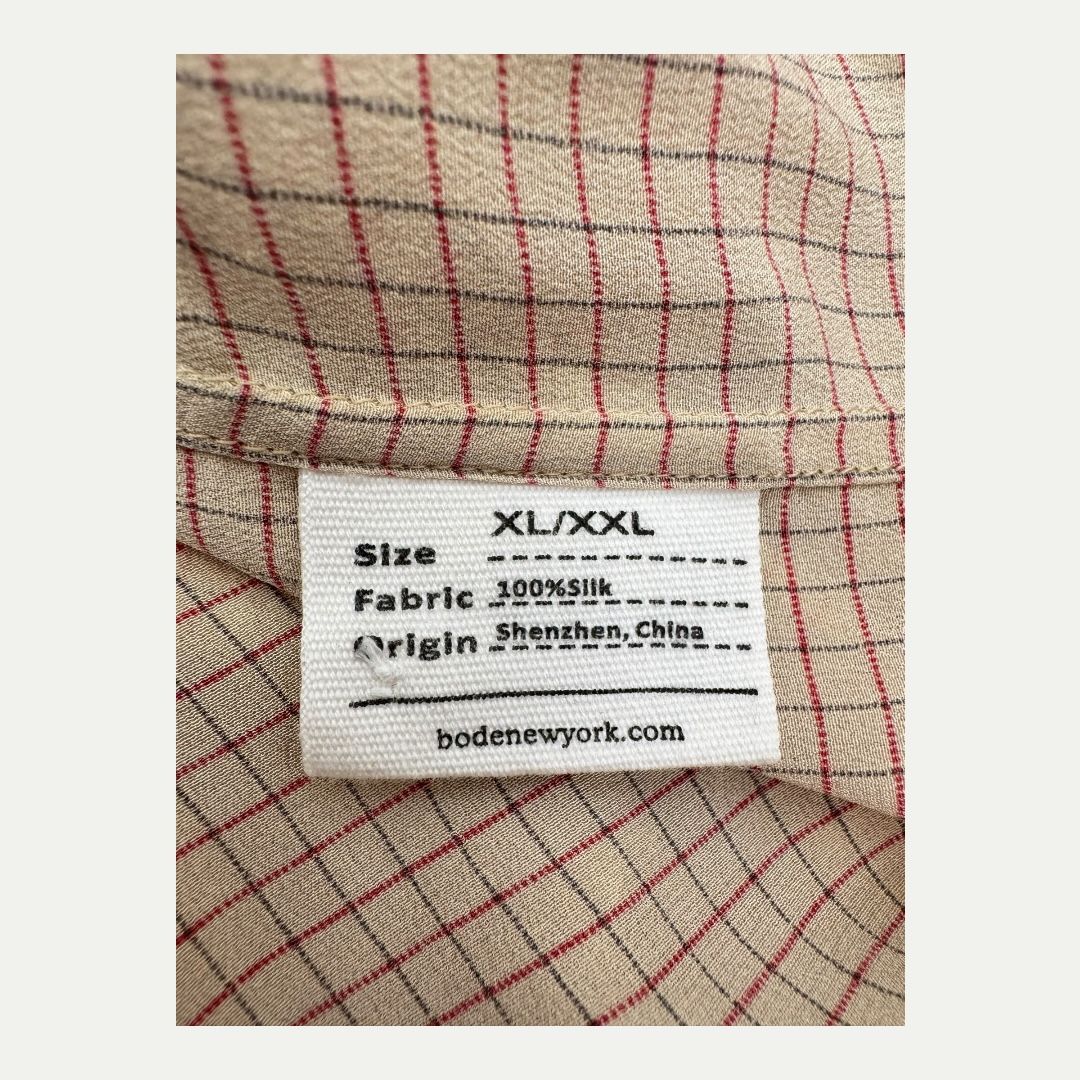 Size XL/XXL
Fabric 100%Silk
Origin Shenzhen, China
bodenewyork.com